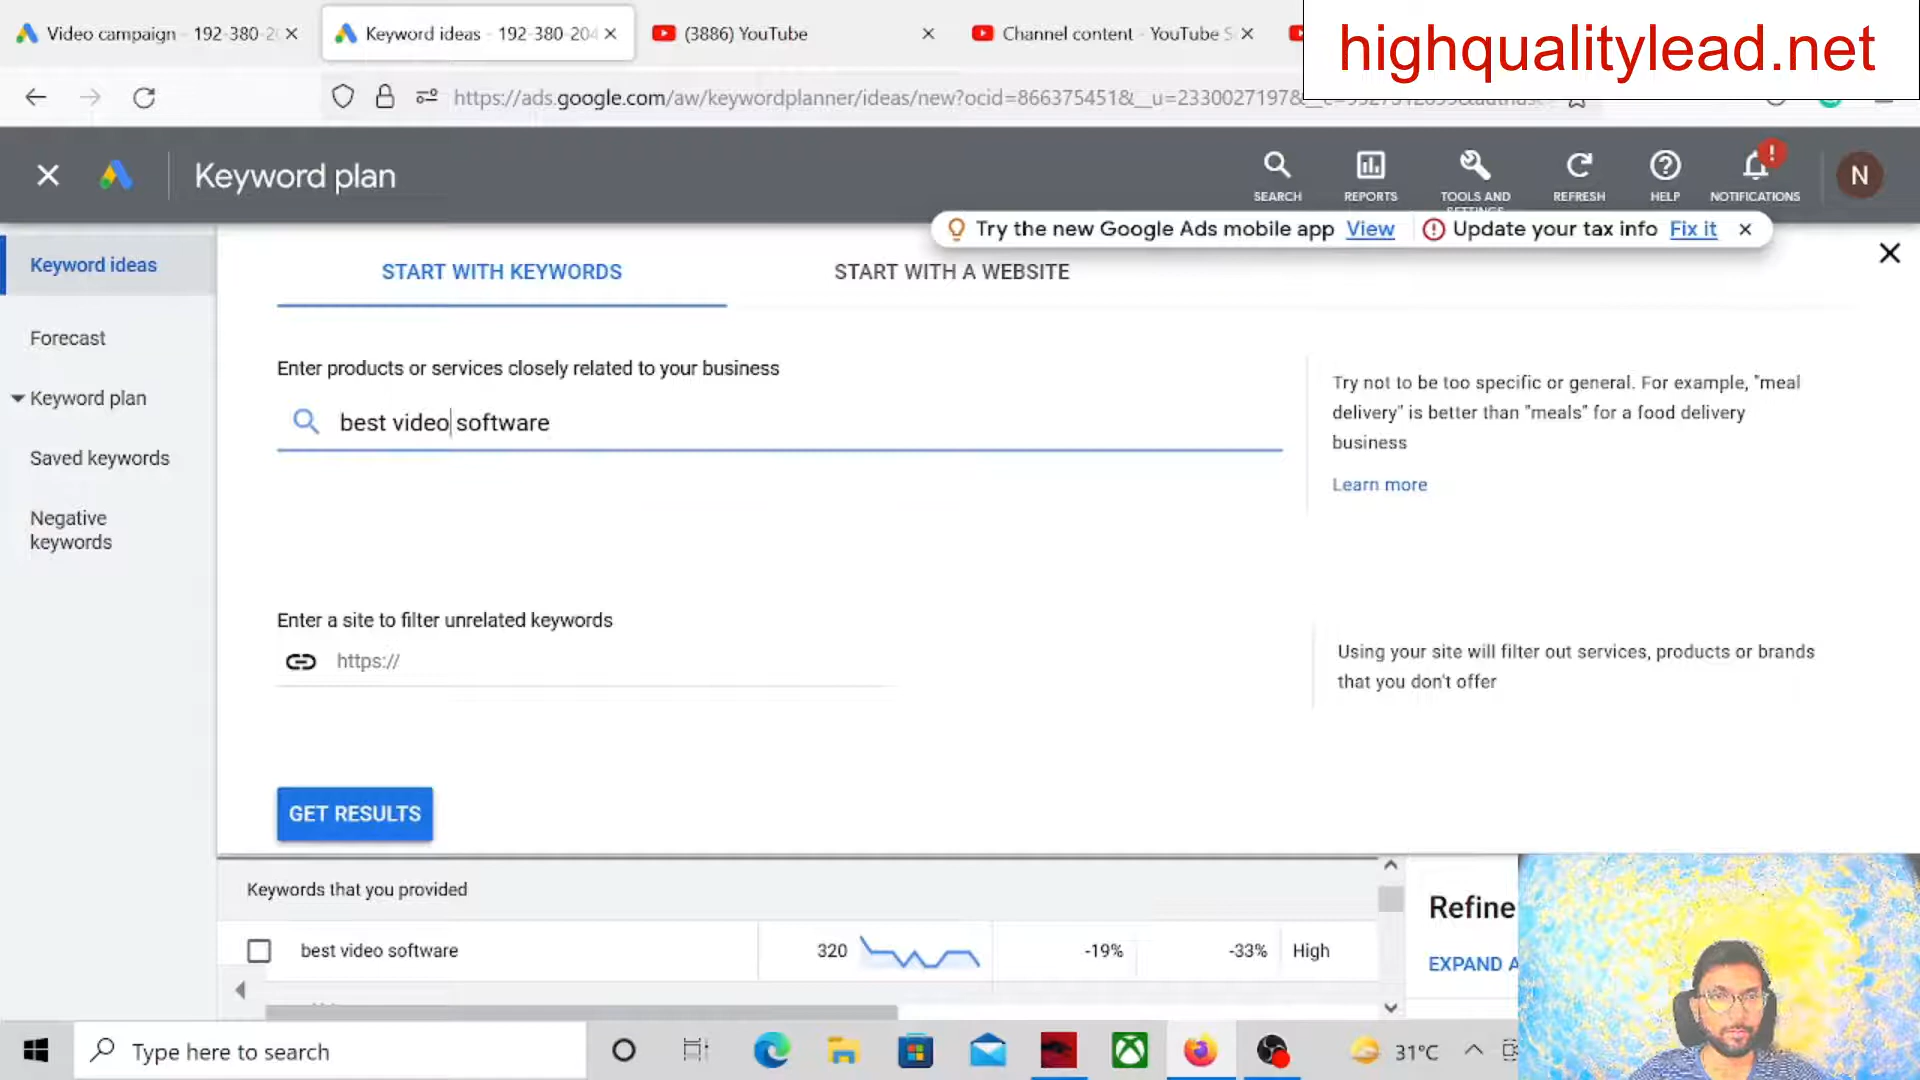 Video campaign - 192-380-2
Keyword ideas - 192-380-204
(3886) YouTube
Channel content - YouTube S
highqualitylead.net
https://ads.google.com/aw/keywordplanner/ideas/new?ocid=866375451&__u=2330027197&
Keyword plan
SEARCH
REPORTS
TOOLS AND
SETTINGS
REFRESH
HELP
NOTIFICATIONS
N
Try the new Google Ads mobile app View
Update your tax info Fix it
Keyword ideas
Forecast
Keyword plan
Saved keywords
Negative
keywords
START WITH KEYWORDS
START WITH A WEBSITE
Enter products or services closely related to your business
best video software
Try not to be too specific or general. For example, "meal
delivery" is better than "meals" for a food delivery
business
Learn more
Enter a site to filter unrelated keywords
https://
Using your site will filter out services, products or brands
that you don't offer
GET RESULTS
Keywords that you provided
best video software 320 -19% -33% High
Refine
EXPAND A
Type here to search
31°C